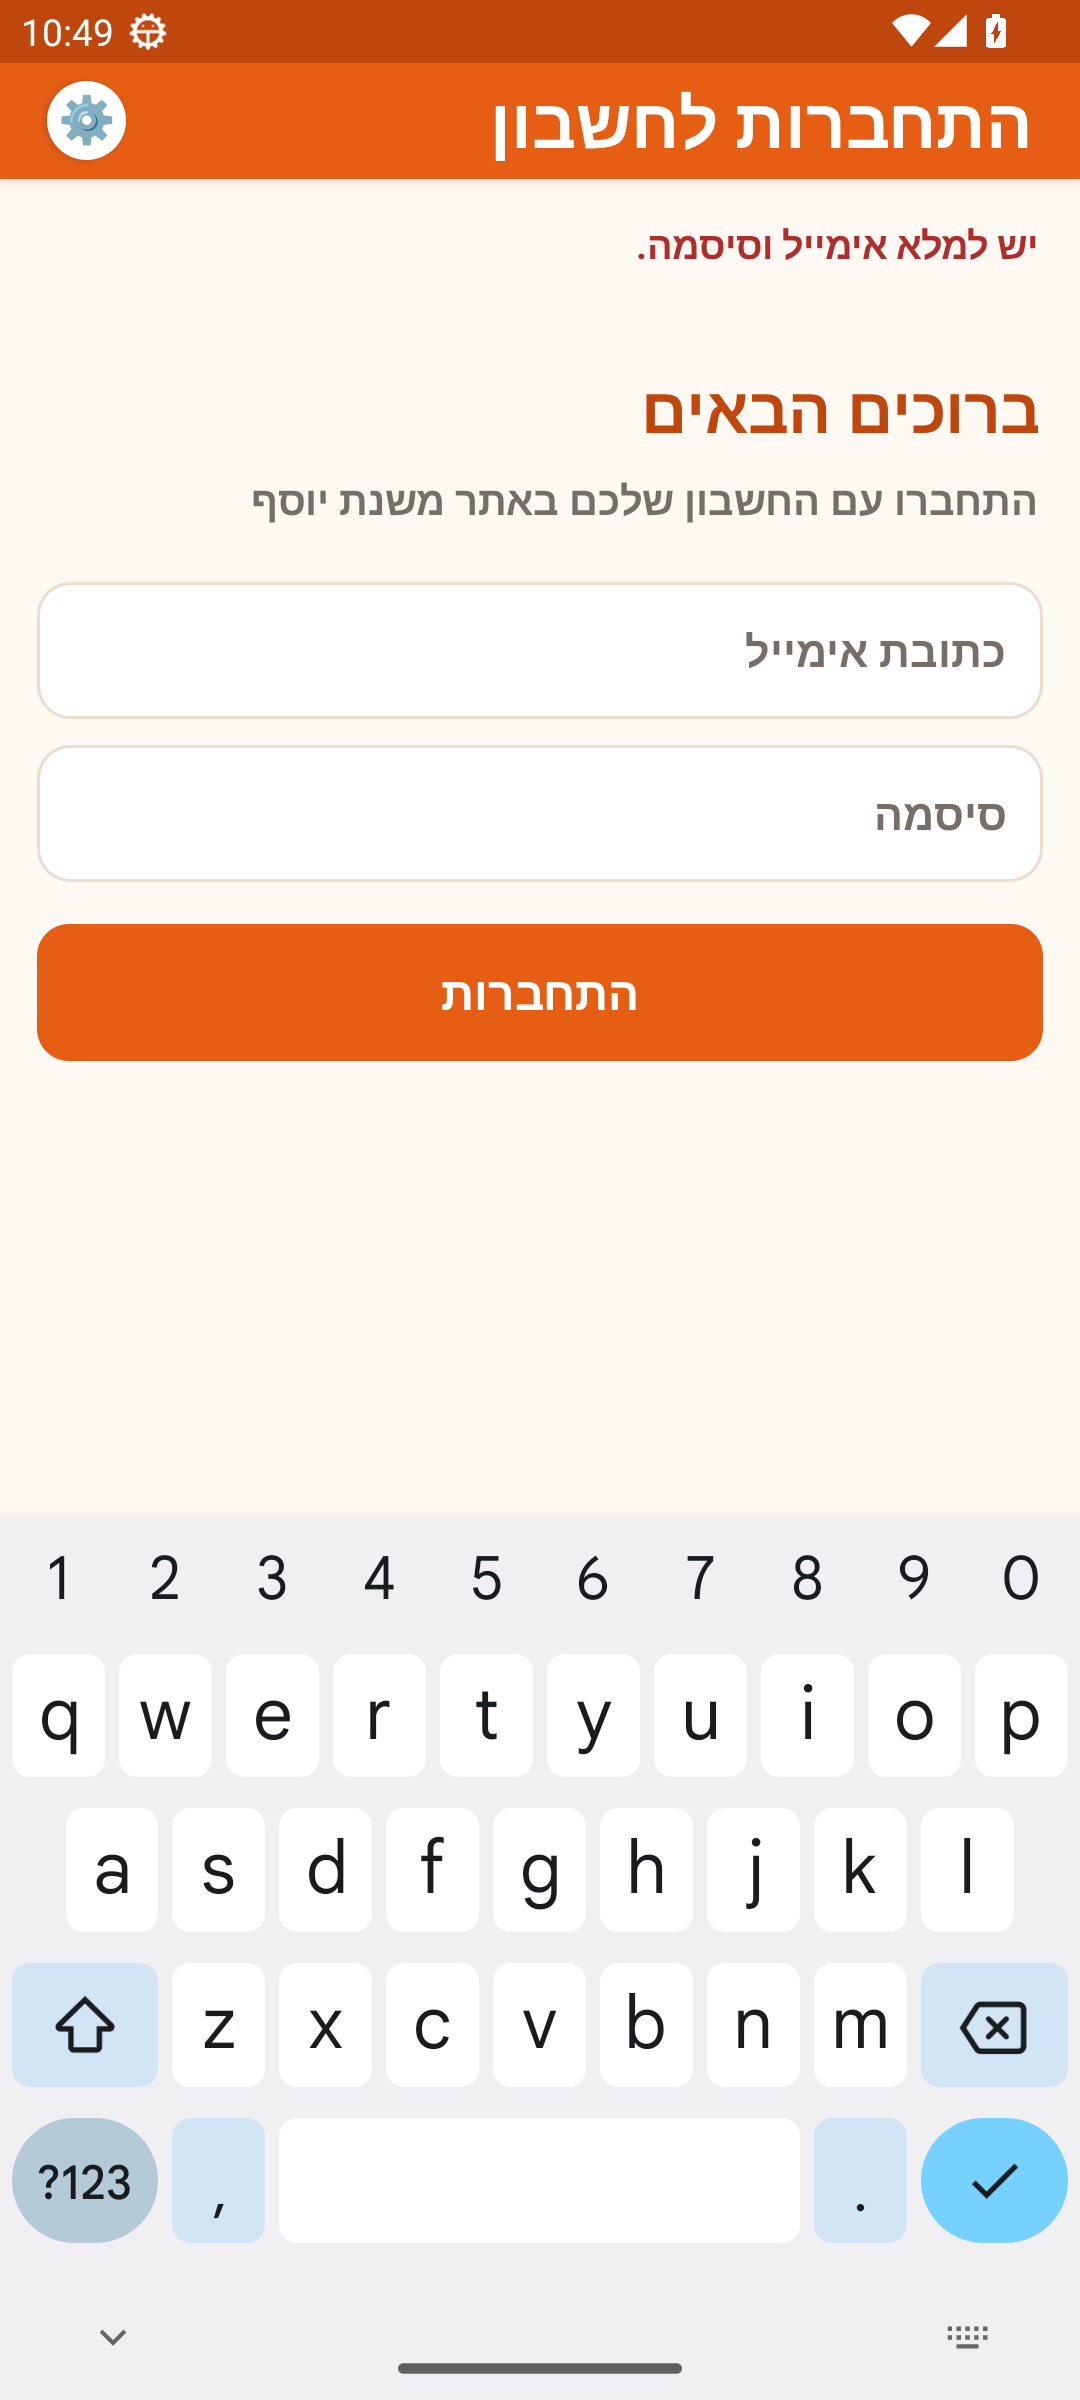 10:49
התחברות לחשבון
יש למלא אימייל וסיסמה.
ברוכים הבאים
התחברו עם החשבון שלכם באתר משנת יוסף
כתובת אימייל
סיסמה
התחברות
1 2 3 4 5 6 7 8 9 0
q w e r t y u i o p
a s d f g h j k l
z x c v b n m
?123 , .